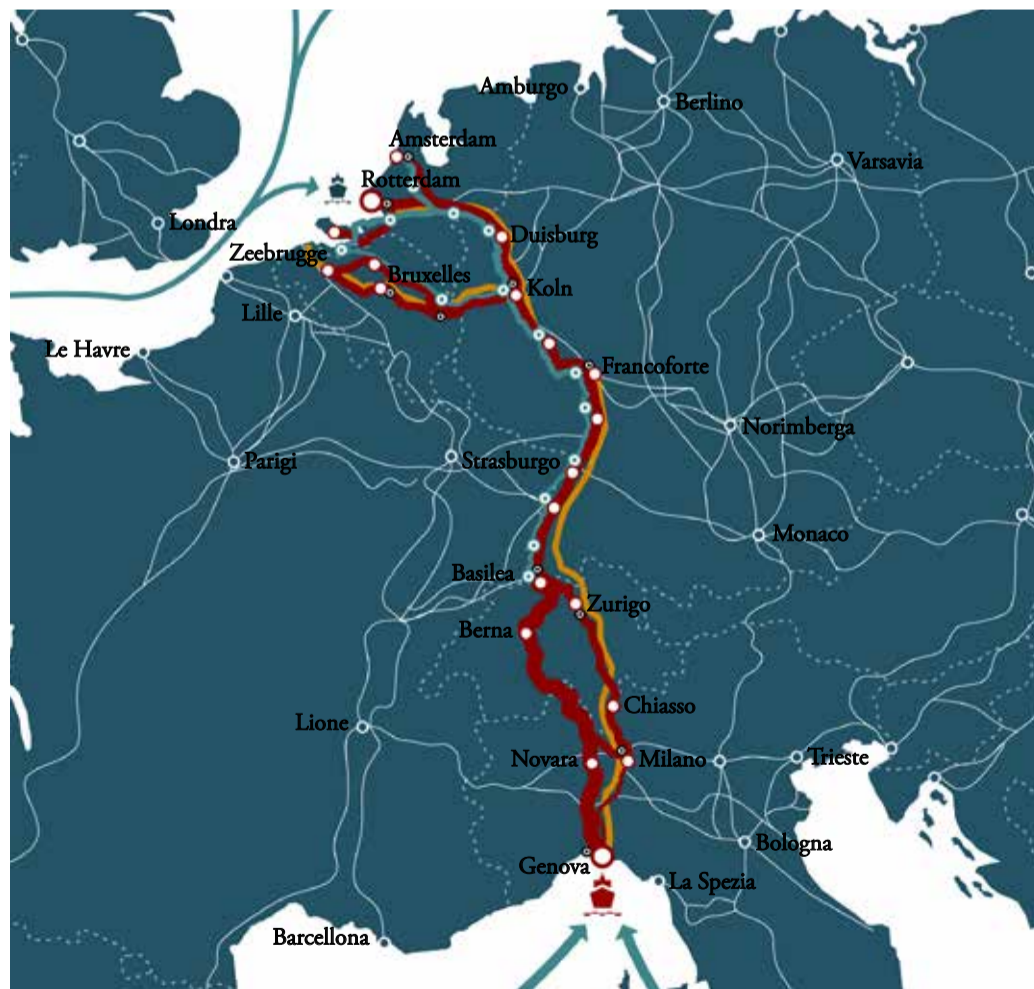 Amburgo
Berlino
Amsterdam
Varsavia
Rotterdam
Londra
Duisburg
Zeebrugge
Bruxelles
Koln
Lille
Le Havre
Francoforte
Norimberga
Parigi
Strasburgo
Monaco
Basilea
Zurigo
Berna
Chiasso
Lione
Novara
Milano
Trieste
Bologna
Genova
La Spezia
Barcellona